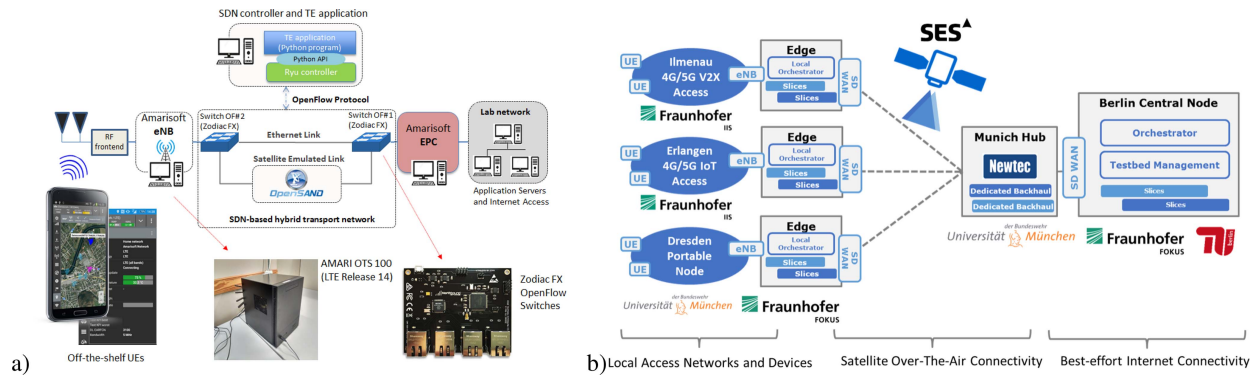 SDN controller and TE application
TE application
(Python program)
Python API
Ryu controller
OpenFlow Protocol
Amarisoft
eNB
RF
frontend
Switch OF#2
(Zodiac FX)
Ethernet Link
Switch OF#1
(Zodiac FX)
Satellite Emulated Link
OpenSAND
SDN-based hybrid transport network
Amarisoft
EPC
Lab network
Application Servers
and Internet Access
AMARI OTS 100
(LTE Release 14)
Zodiac FX
OpenFlow
Switches
Off-the-shelf UEs
a)
SES
UE
UE
Ilmenau
4G/5G V2X
Access
eNB
Edge
Local
Orchestrator
Slices
Slices
SD
WAN
Fraunhofer
IIS
UE
UE
Erlangen
4G/5G IoT
Access
eNB
Edge
Local
Orchestrator
Slices
Slices
SD
WAN
Fraunhofer
IIS
UE
UE
Dresden
Portable
Node
eNB
Edge
Local
Orchestrator
Slices
Slices
SD
WAN
der Bundeswehr
Universität München
Fraunhofer
FOKUS
Munich Hub
Newtec
Dedicated Backhaul
Dedicated Backhaul
der Bundeswehr
Universität München
SD WAN
Berlin Central Node
Orchestrator
Testbed Management
Slices
Slices
Fraunhofer
FOKUS
berlin
b)
Local Access Networks and Devices
Satellite Over-The-Air Connectivity
Best-effort Internet Connectivity